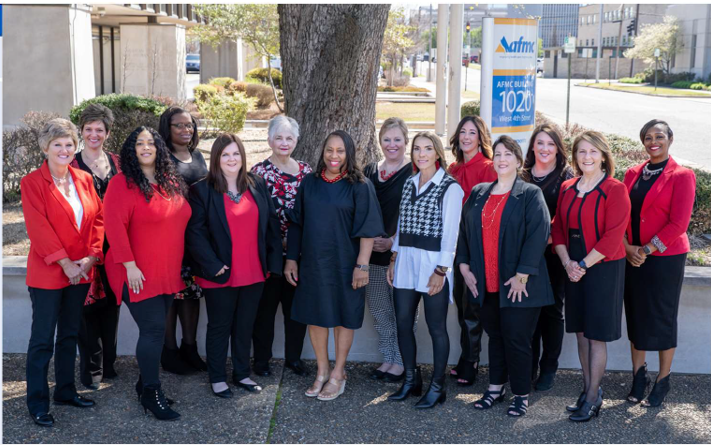 afmc
AFMC BUILDING
1020
West 4th Street